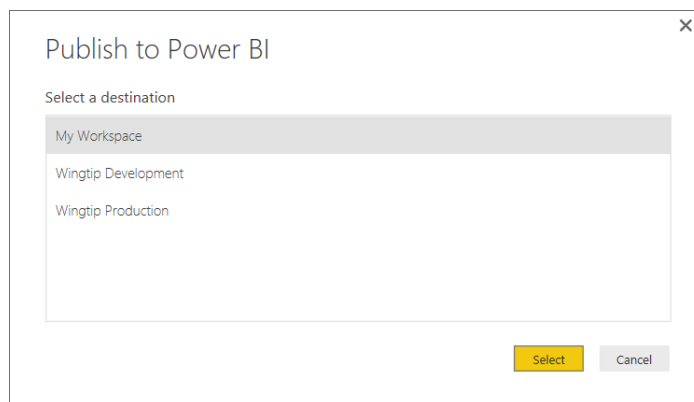 Publish to Power BI
Select a destination
My Workspace
Wingtip Development
Wingtip Production
Select
Cancel